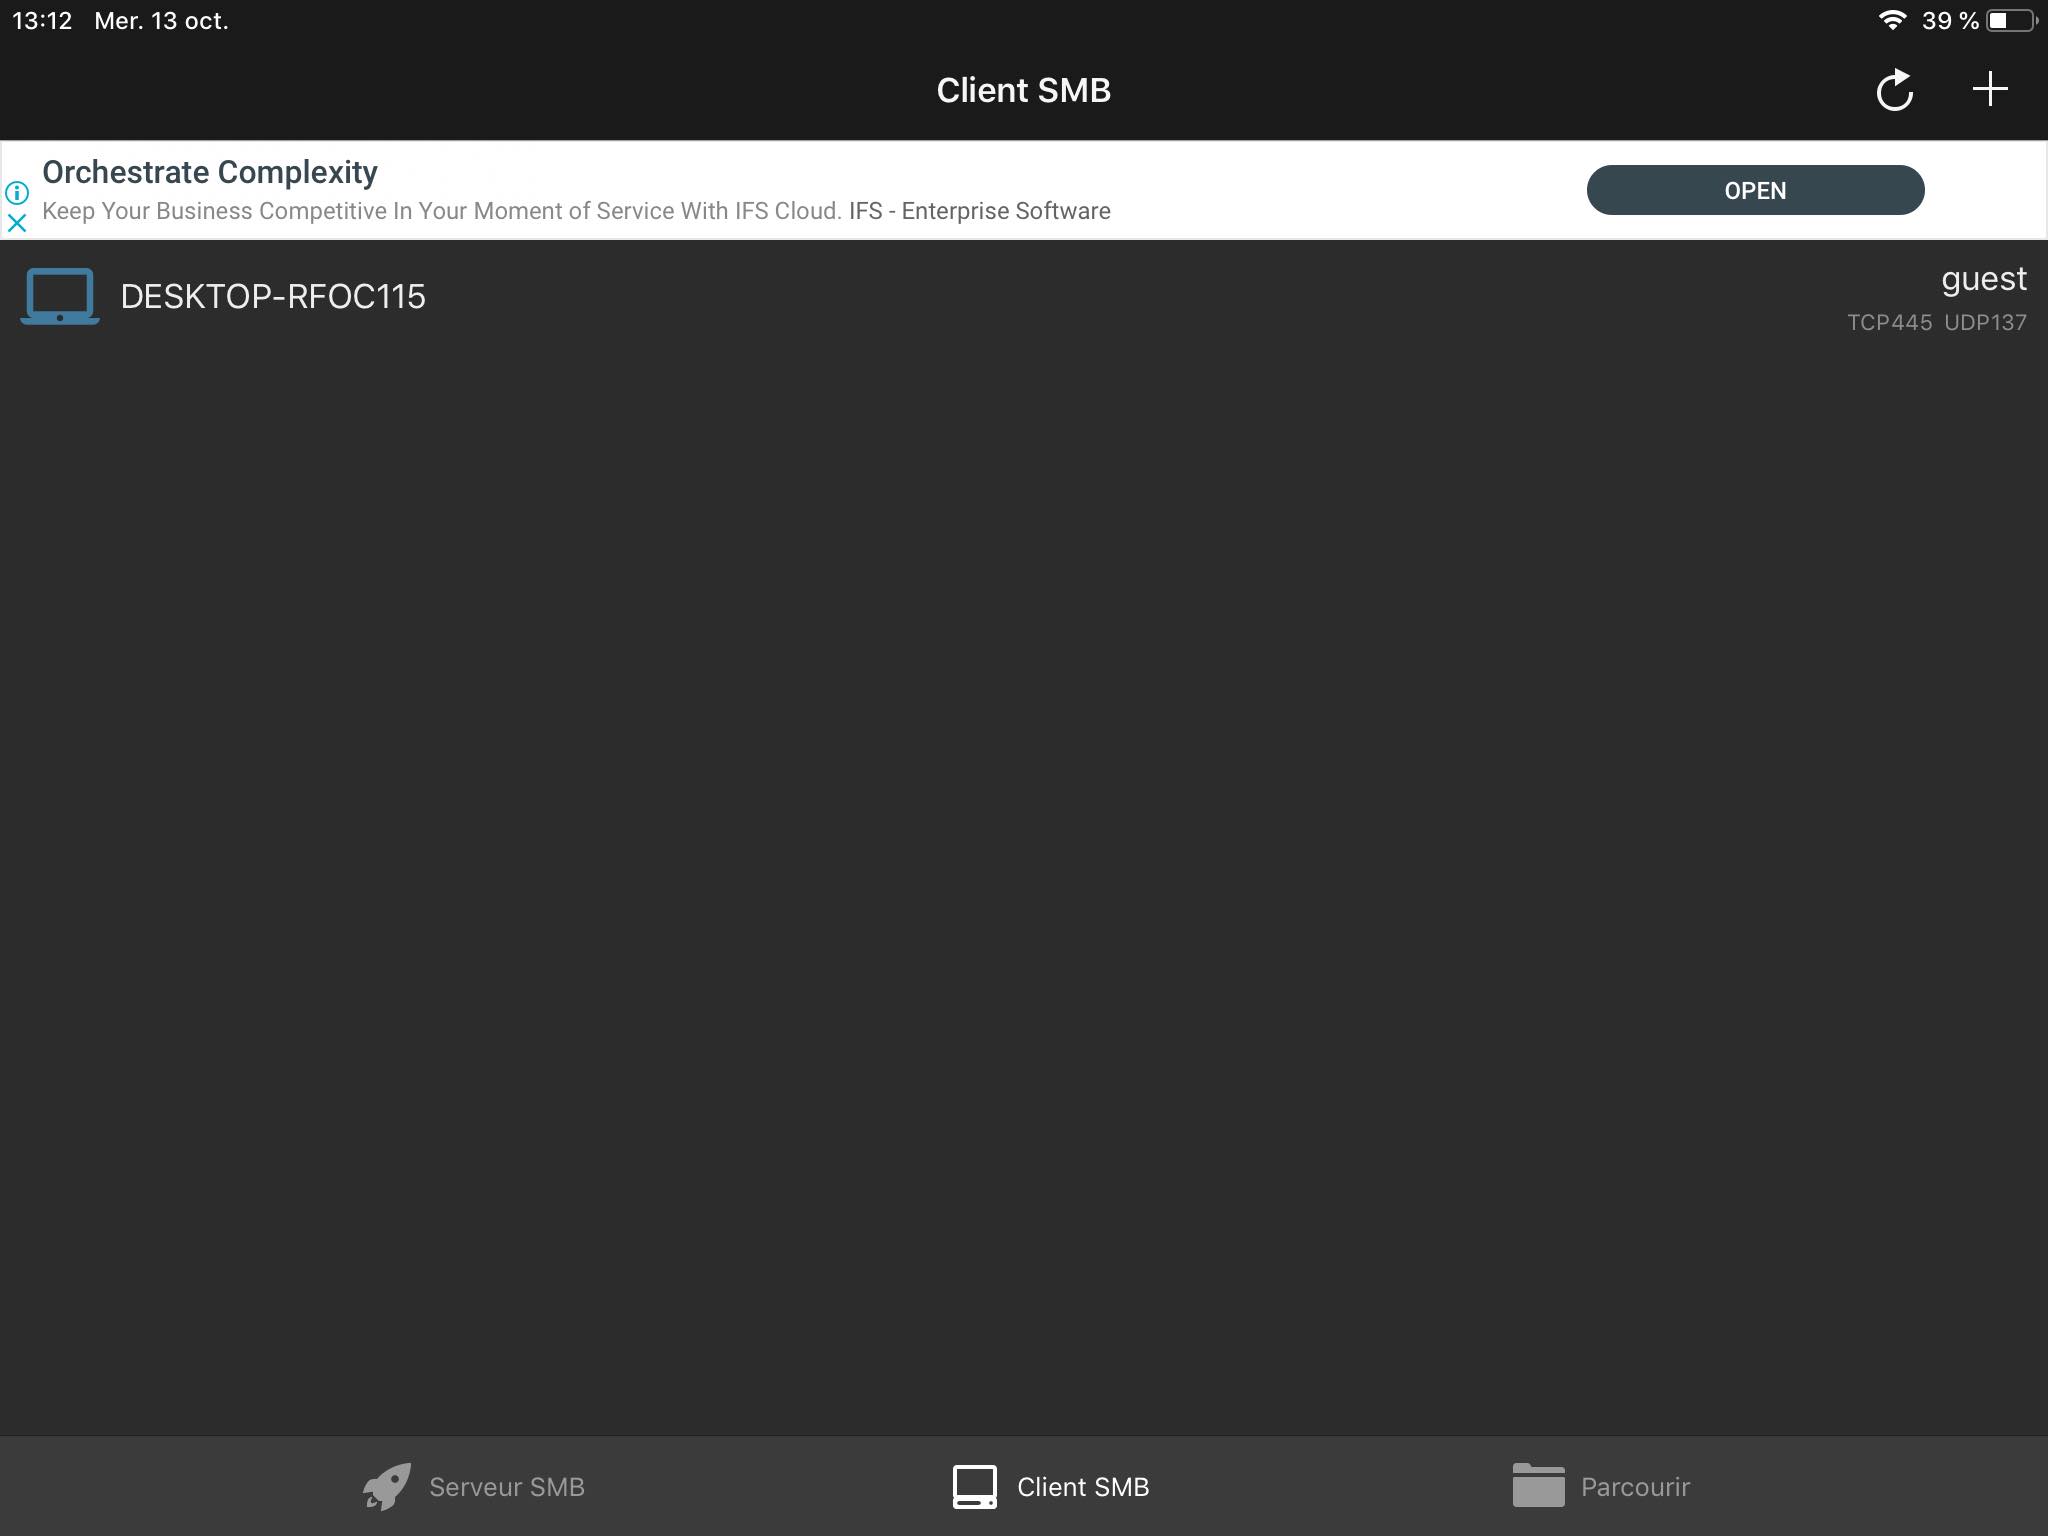 13:12 Mer. 13 oct. 39 %
Client SMB
Orchestrate Complexity
Keep Your Business Competitive In Your Moment of Service With IFS Cloud. IFS - Enterprise Software
OPEN
DESKTOP-RFOC115
guest
TCP445 UDP137
Serveur SMB
Client SMB
Parcourir